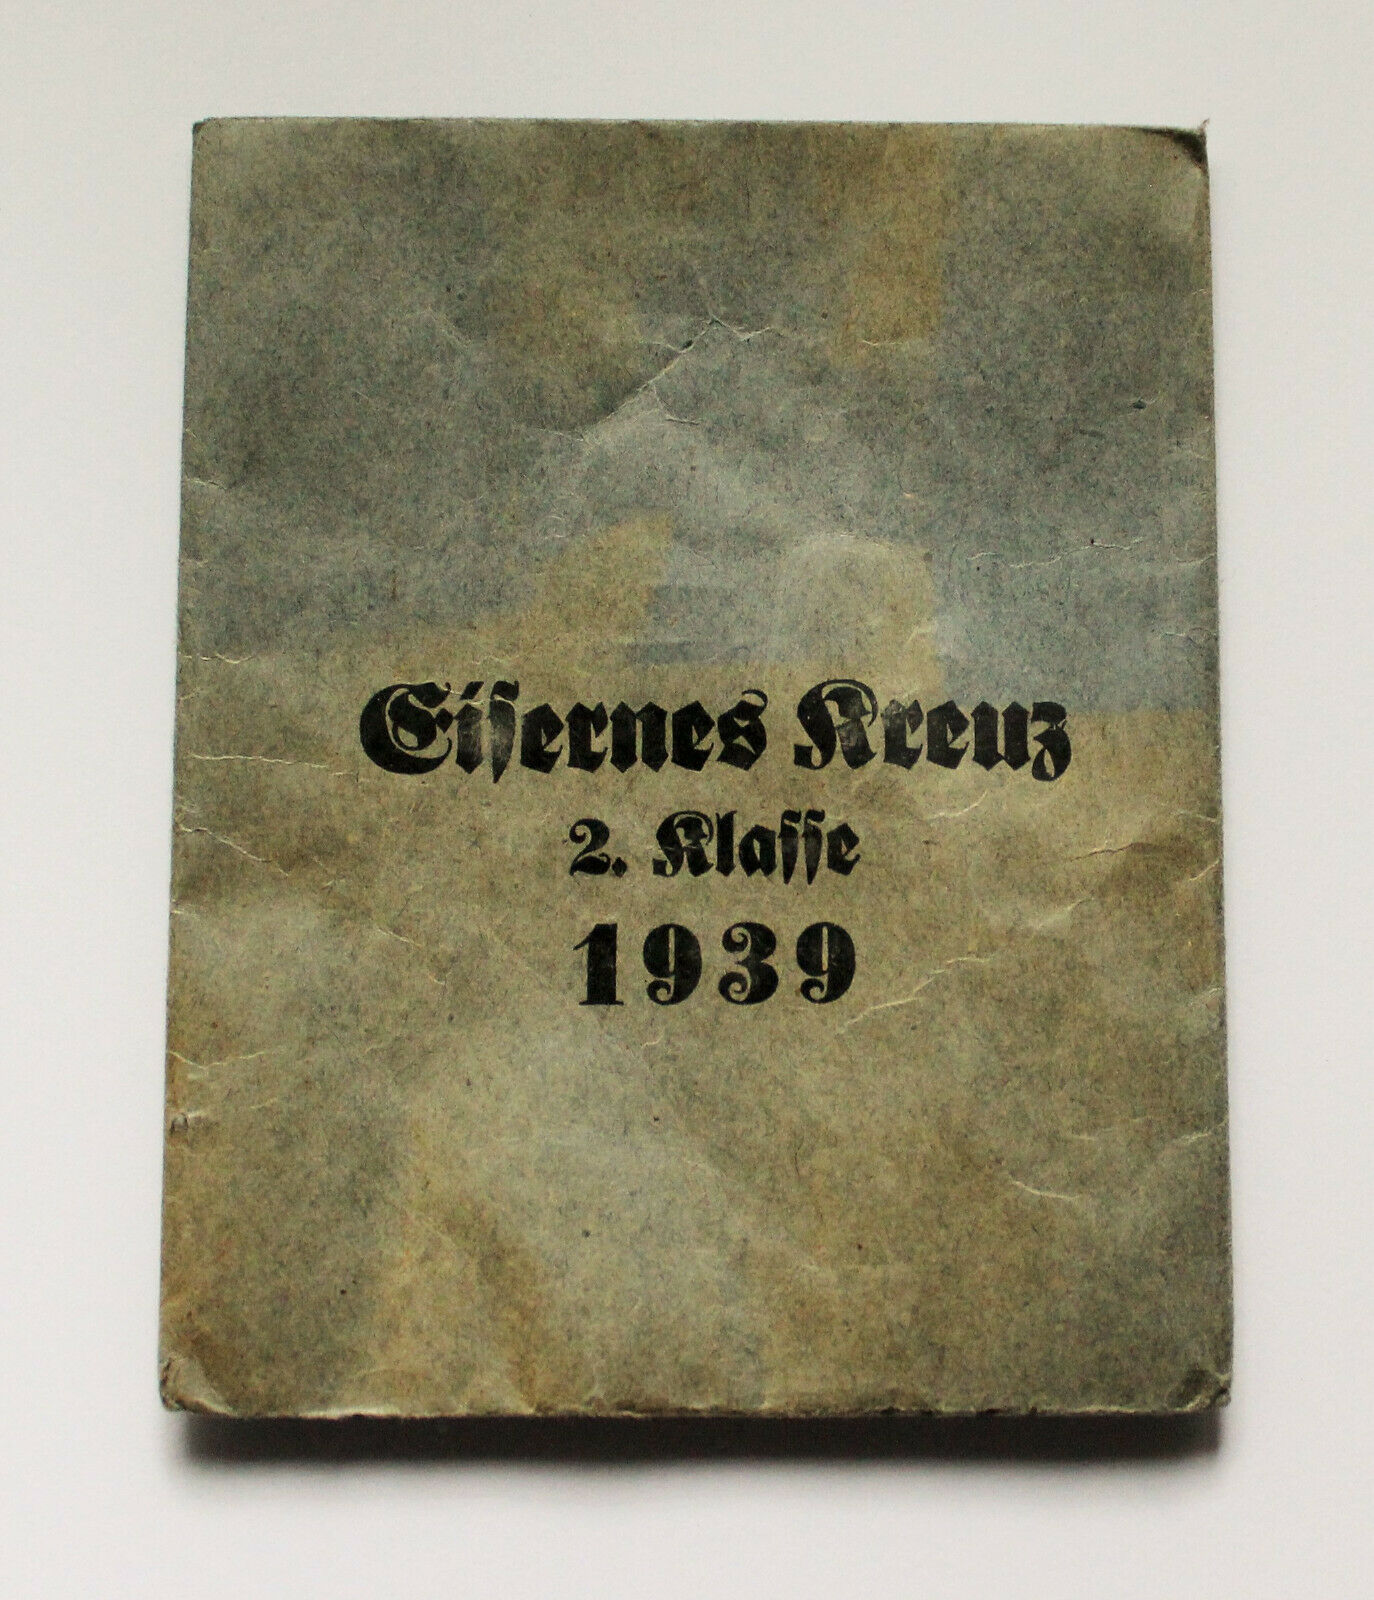 Eiſernes Kreuz
2. Klaſſe
1939